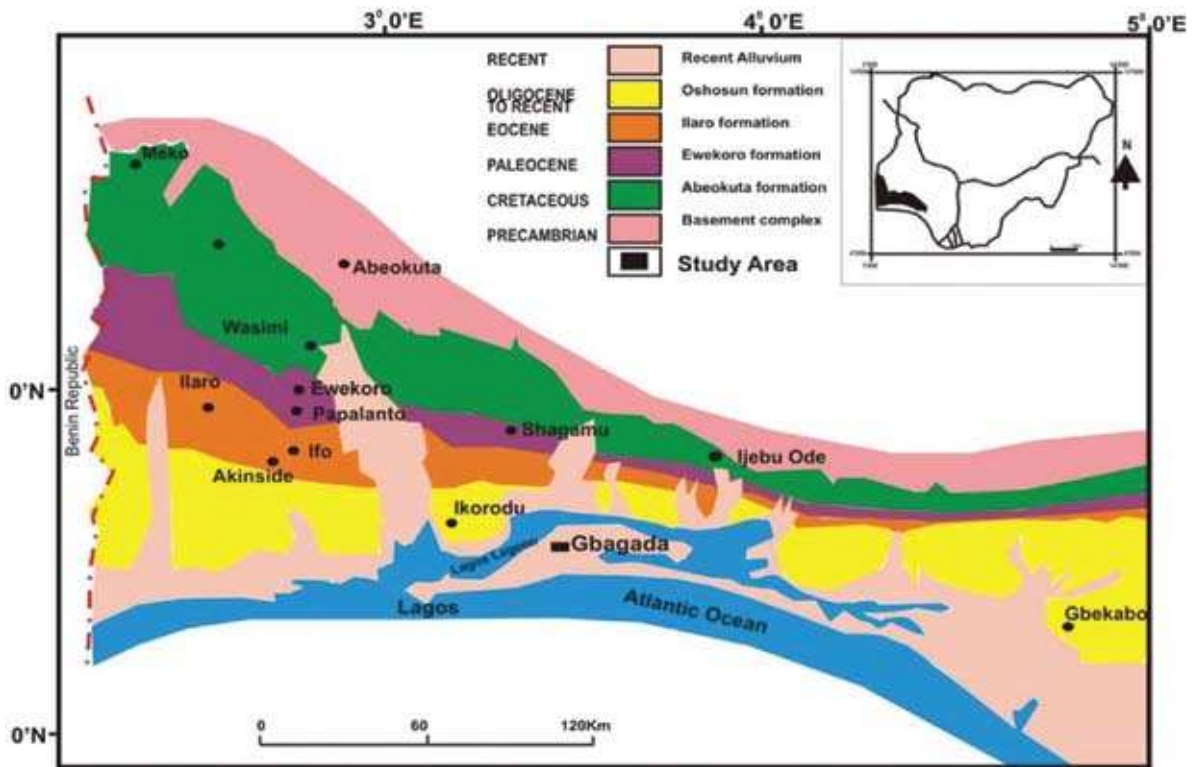 3°.0'E
4°.0'E
5°.0'E
RECENT
Recent Alluvium
OLIGOCENE
TO RECENT
Oshosun formation
EOCENE
Ilaro formation
PALEOCENE
Ewekoro formation
CRETACEOUS
Abeokuta formation
PRECAMBRIAN
Basement complex
Study Area
N
Meko
Abeokuta
Wasimi
Ilaro
Ewekoro
Papalanto
Shagamu
Ifo
Akinside
Ijebu Ode
Ikorodu
Lagos Lagoon
Gbagada
Lagos
Atlantic Ocean
Gbekabo
Benin Republic
0'N
0'N
0 60 120Km